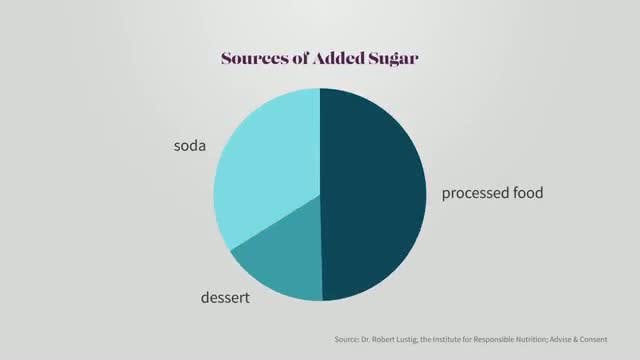 Sources of Added Sugar
soda
processed food
dessert
Source: Dr. Robert Lustig; the Institute for Responsible Nutrition; Advise & Consent